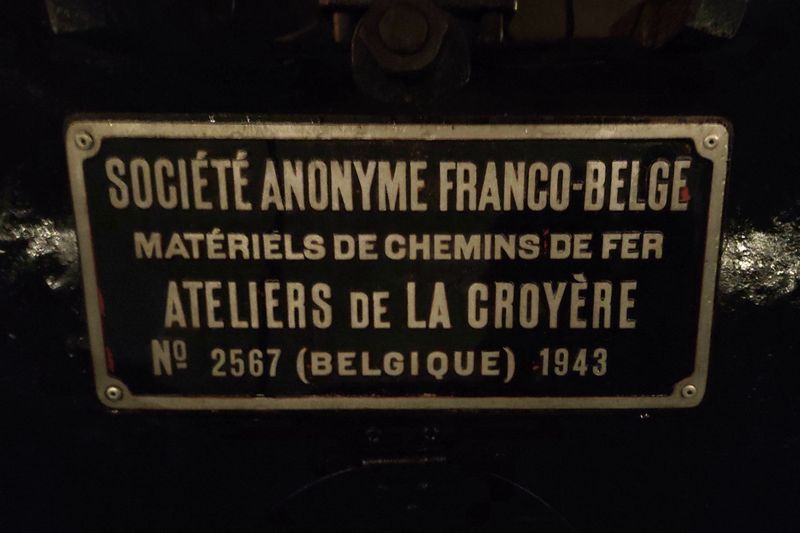 SOCIÉTÉ ANONYME FRANCO-BELGE
MATÉRIELS DE CHEMINS DE FER
ATELIERS DE LA CROYÈRE
Nº 2567 (BELGIQUE) 1943